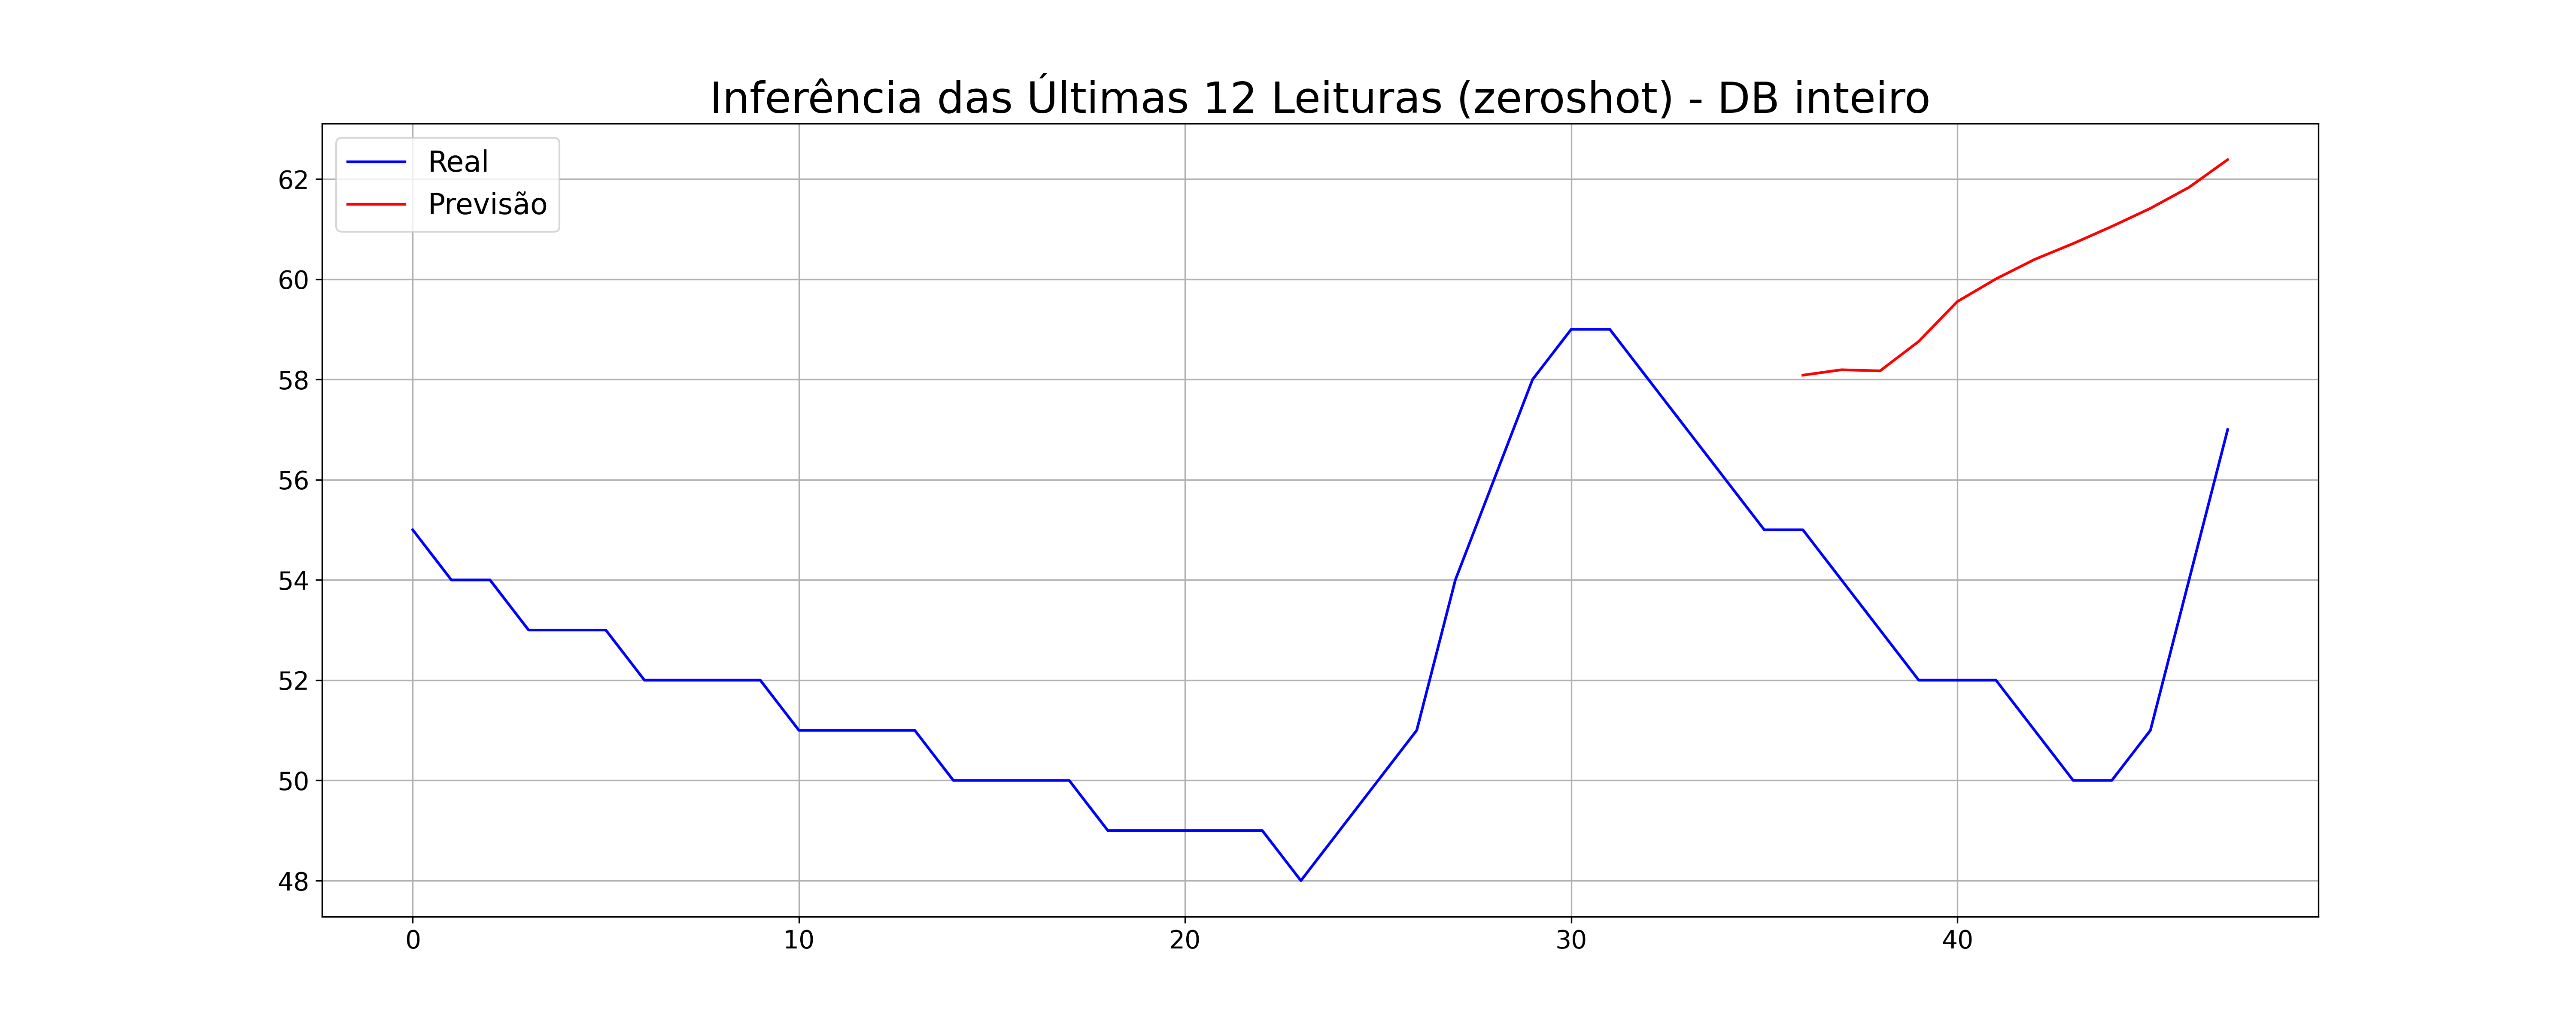 Inferência das Últimas 12 Leituras (zeroshot) - DB inteiro
Real
Previsão
62
60
58
56
54
52
50
48
0 10 20 30 40